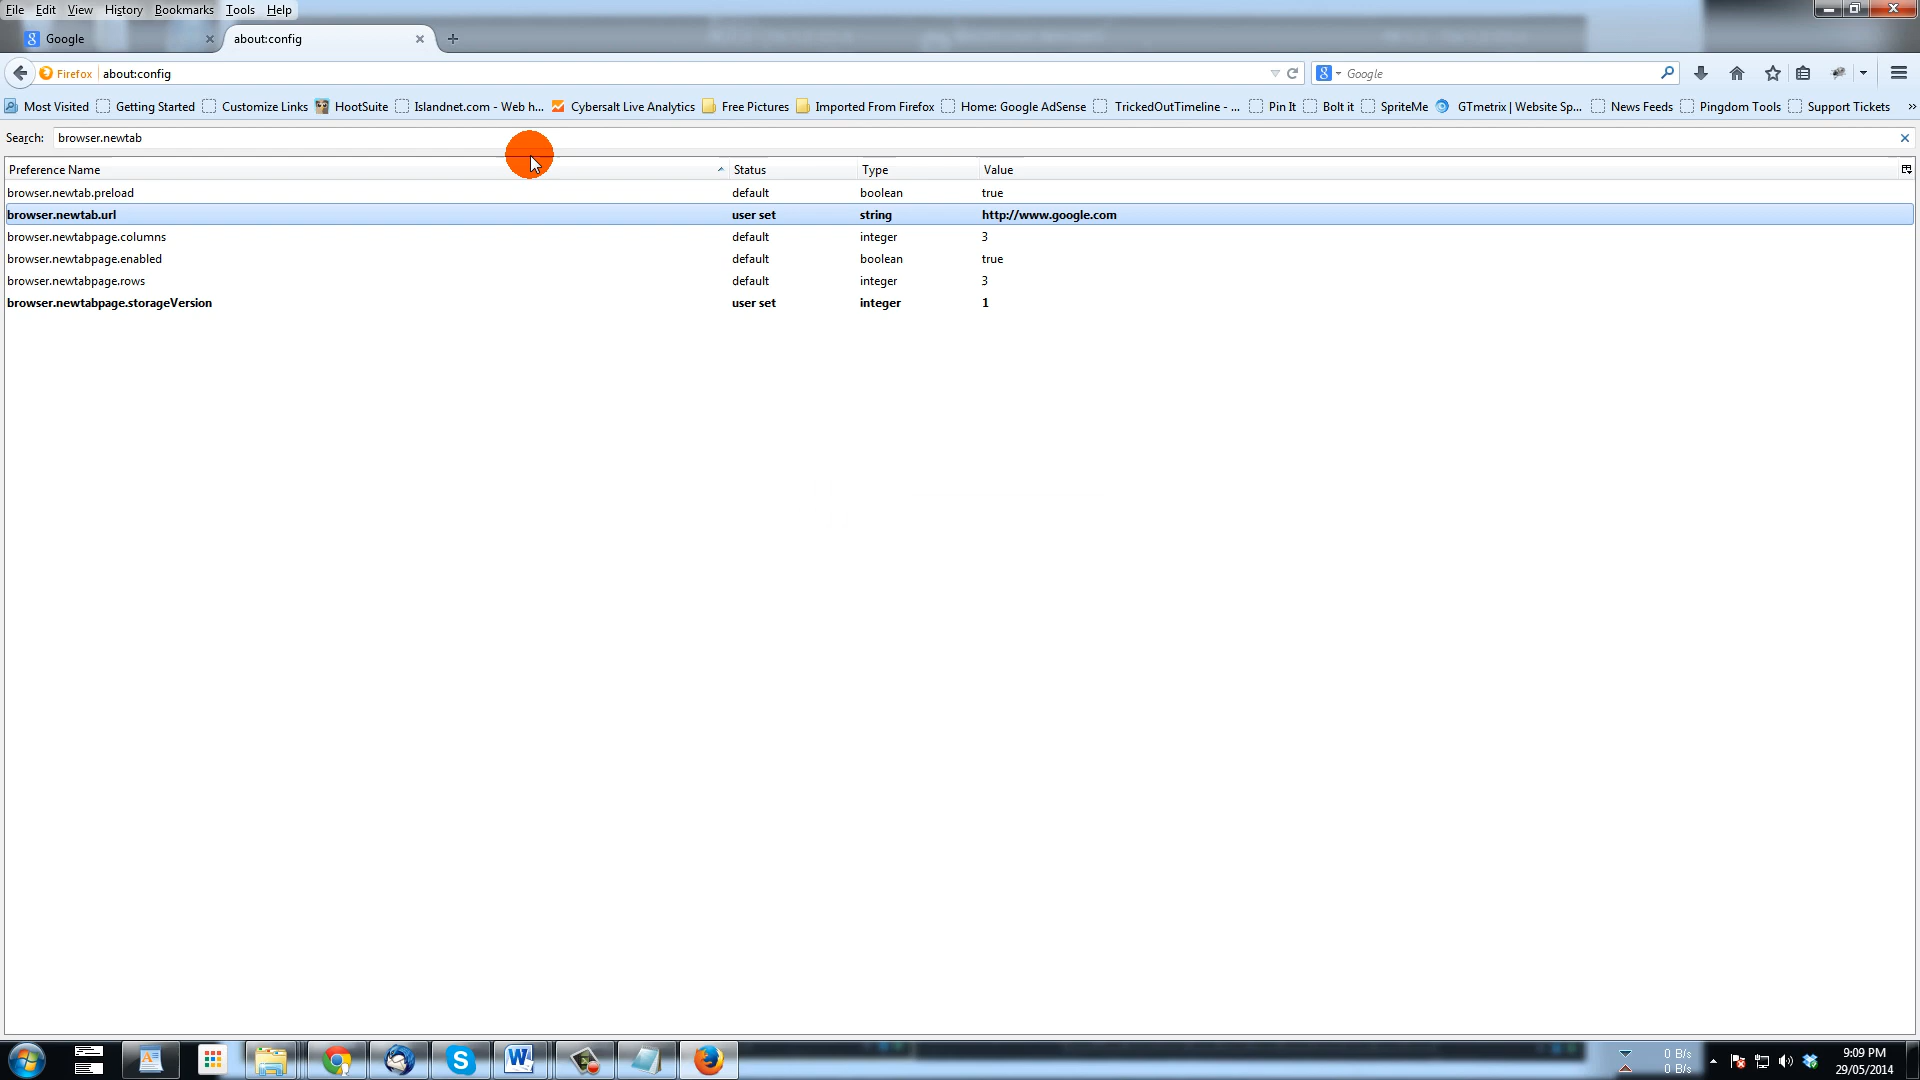 File Edit View History Bookmarks Tools Help
Google about:config
Firefox about:config Google
Most Visited Getting Started Customize Links HootSuite Islandnet.com - Web h... Cybersalt Live Analytics Free Pictures Imported From Firefox Home: Google AdSense TrickedOutTimeline - ... Pin It Bolt it SpriteMe GTmetrix | Website Sp... News Feeds Pingdom Tools Support Tickets »
Search: browser.newtab
Preference Name Status Type Value
browser.newtab.preload default boolean true
browser.newtab.url user set string http://www.google.com
browser.newtabpage.columns default integer 3
browser.newtabpage.enabled default boolean true
browser.newtabpage.rows default integer 3
browser.newtabpage.storageVersion user set integer 1
0 B/s 9:09 PM
0 B/s 29/05/2014